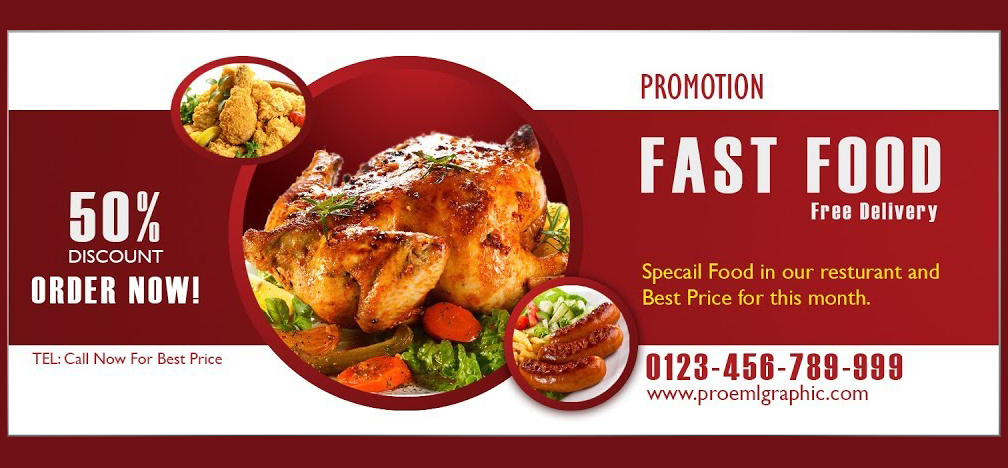 PROMOTION
FAST FOOD
Free Delivery
50%
DISCOUNT
ORDER NOW!
Specail Food in our resturant and
Best Price for this month.
TEL: Call Now For Best Price
0123-456-789-999
www.proemlgraphic.com